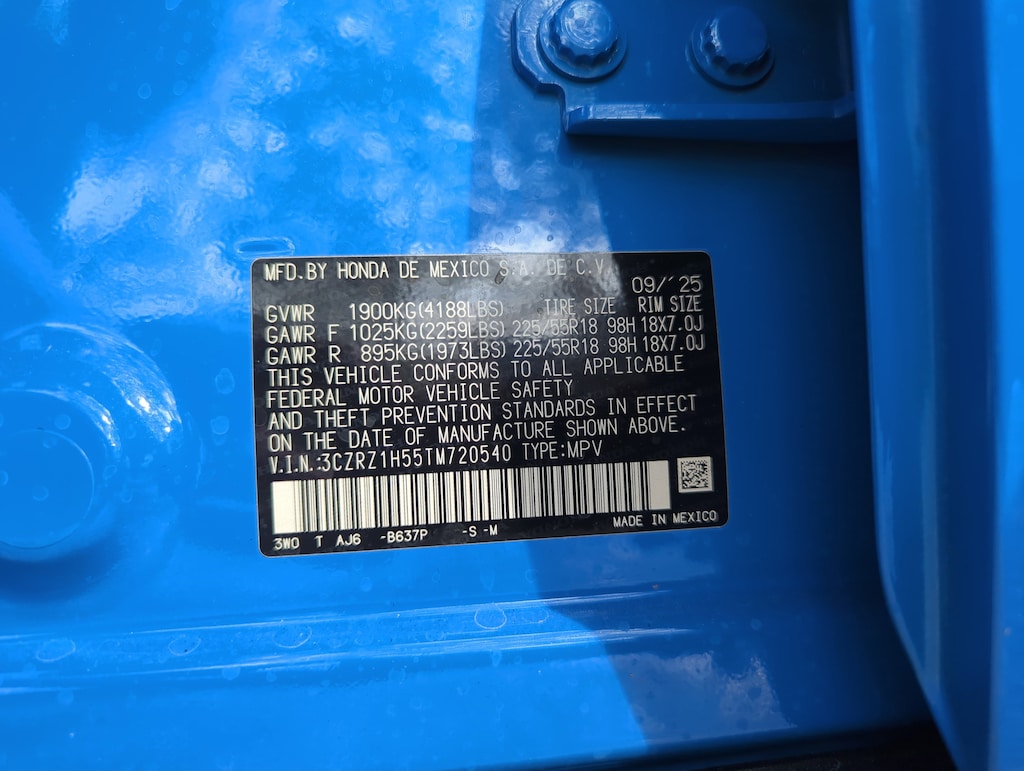 MFD.BY HONDA DE MEXICO S.A. DE C.V.
09/'25
GVWR 1900KG(4188LBS) TIRE SIZE RIM SIZE
GAWR F 1025KG(2259LBS) 225/55R18 98H 18X7.0J
GAWR R 895KG(1973LBS) 225/55R18 98H 18X7.0J
THIS VEHICLE CONFORMS TO ALL APPLICABLE
FEDERAL MOTOR VEHICLE SAFETY
AND THEFT PREVENTION STANDARDS IN EFFECT
ON THE DATE OF MANUFACTURE SHOWN ABOVE.
V.I.N.:3CZRZ1H55TM720540 TYPE:MPV
3W0 T AJ6 -B637P -S -M MADE IN MEXICO